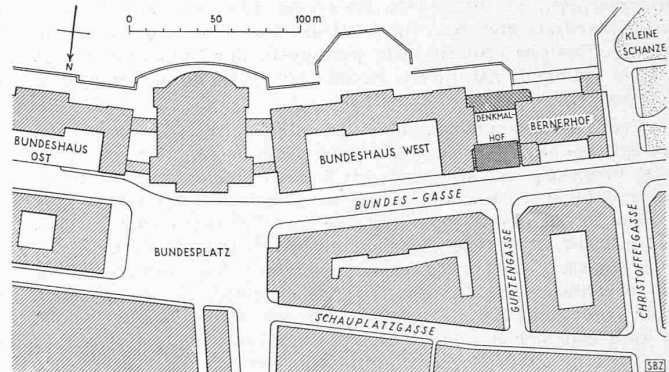 0 50 100 m
N
KLEINE
SCHANZE
DENKMAL-
HOF
BERNERHOF
BUNDESHAUS
OST
BUNDESHAUS WEST
BUNDES-GASSE
BUNDESPLATZ
GURTENGASSE
CHRISTOFFELGASSE
SCHAUPLATZGASSE
SBZ